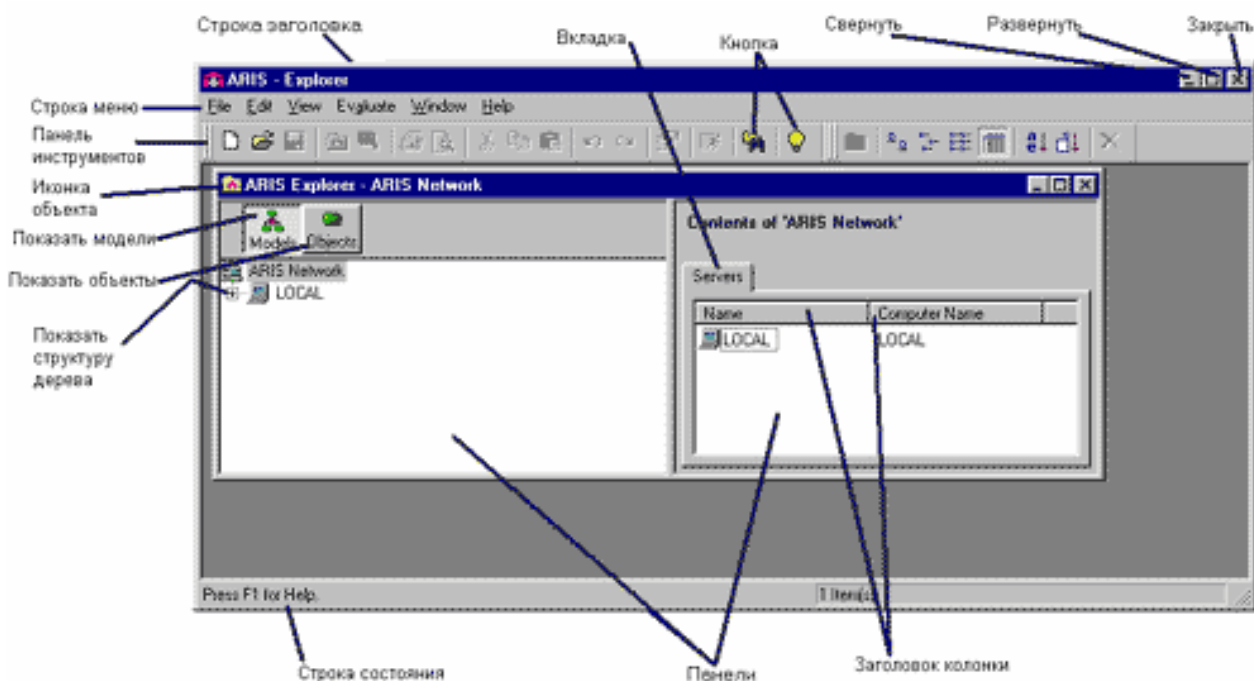 Строка заголовка
Вкладка
Кнопка
Свернуть
Развернуть
Закрыть
ARIS - Explorer
Строка меню
File Edit View Evaluate Window Help
Панель
инструментов
Иконка
объекта
ARIS Explorer - ARIS Network
Показать модели
Models Objects
Contents of 'ARIS Network'
Показать объекты
ARIS Network
LOCAL
Servers
Name Computer Name
LOCAL LOCAL
Показать
структуру
дерева
Press F1 for Help.
1 Item(s)
Строка состояния
Панели
Заголовок колонки